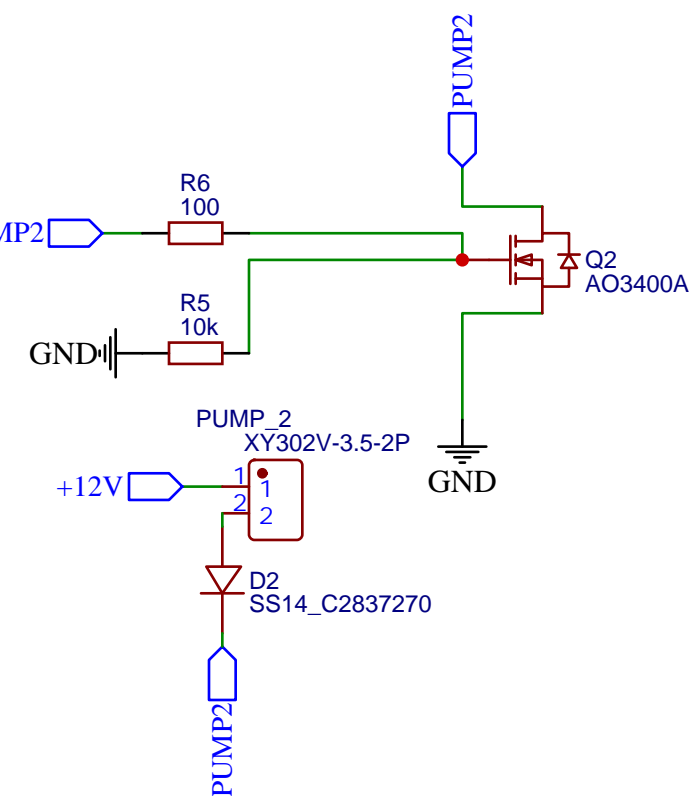 PUMP2
R6
100
MP2
Q2
AO3400A
R5
10k
GND
PUMP_2
XY302V-3.5-2P
+12V
1
1
2
2
GND
D2
SS14_C2837270
PUMP2